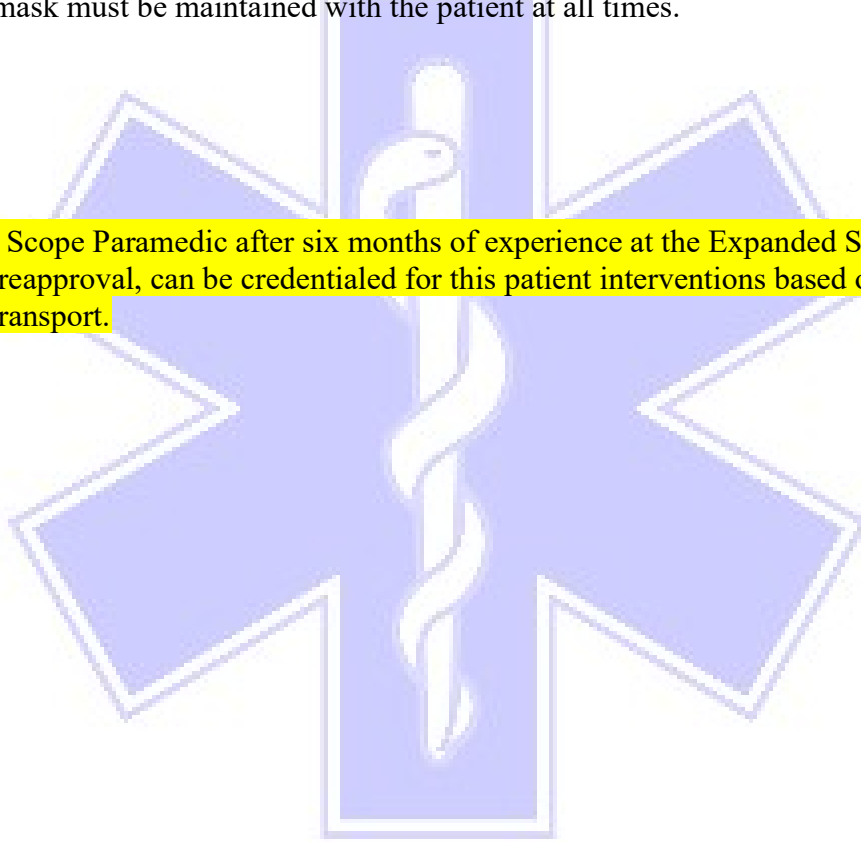 mask must be maintained with the patient at all times.
Scope Paramedic after six months of experience at the Expanded S
reapproval, can be credentialed for this patient interventions based o
ransport.